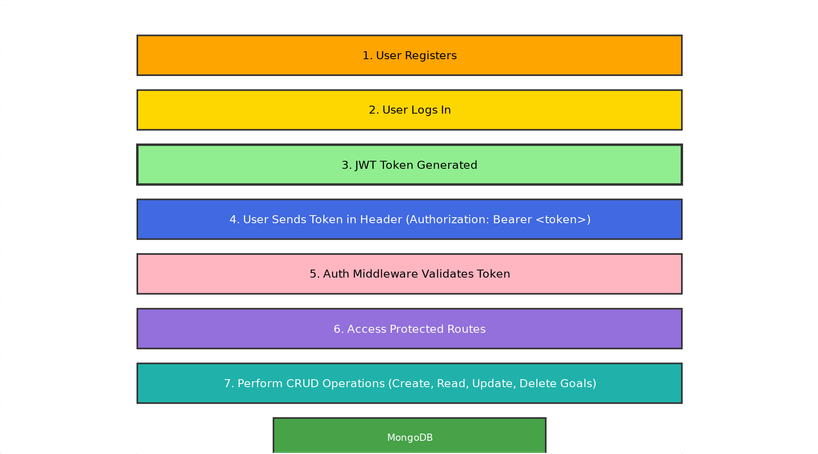 1. User Registers
2. User Logs In
3. JWT Token Generated
4. User Sends Token in Header (Authorization: Bearer <token>)
5. Auth Middleware Validates Token
6. Access Protected Routes
7. Perform CRUD Operations (Create, Read, Update, Delete Goals)
MongoDB